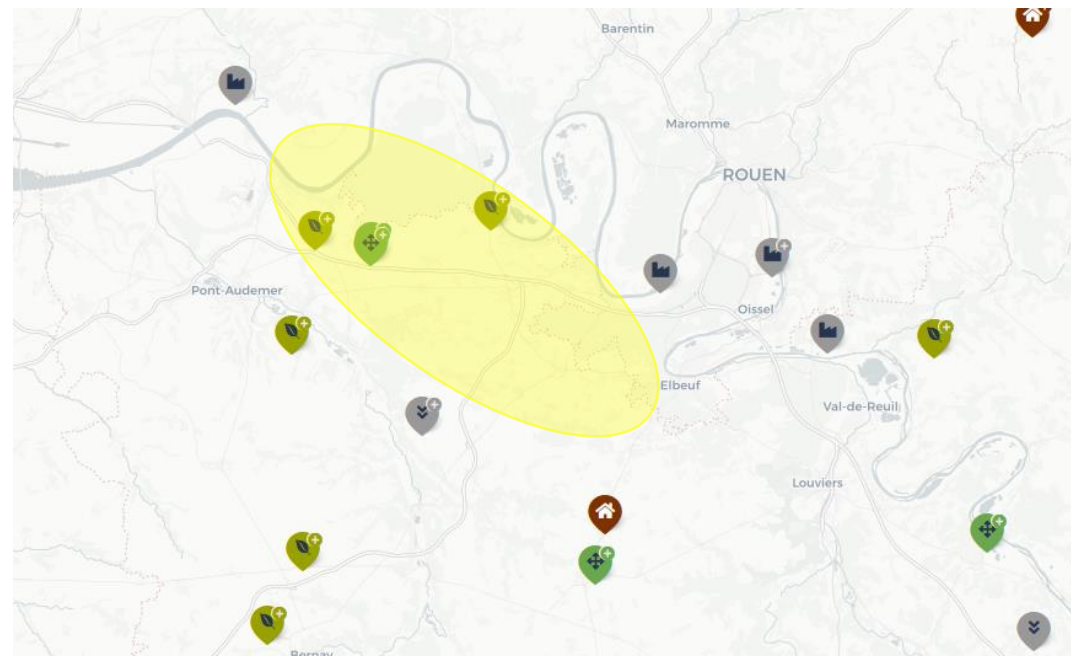 Barentin
Maromme
ROUEN
Pont-Audemer
Oissel
Elbeuf
Val-de-Reuil
Louviers
Bernay